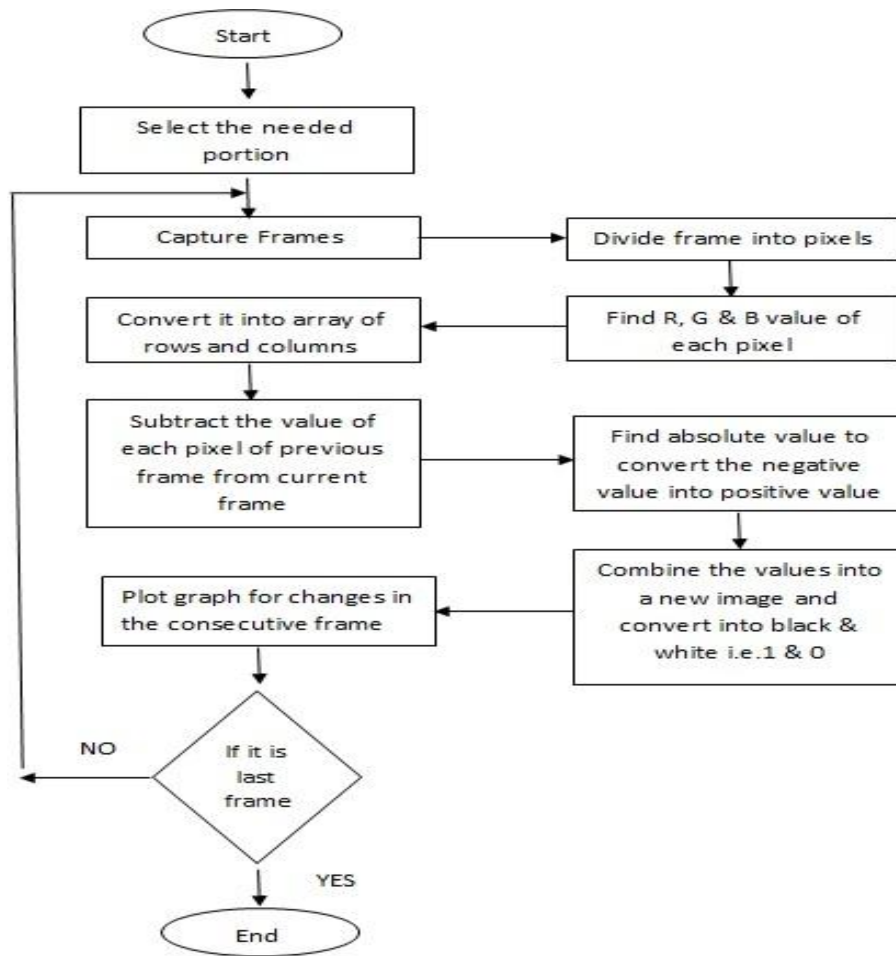 Start
Select the needed
portion
Capture Frames
Divide frame into pixels
Find R, G & B value of
each pixel
Convert it into array of
rows and columns
Subtract the value of
each pixel of previous
frame from current
frame
Find absolute value to
convert the negative
value into positive value
Combine the values into
a new image and
convert into black &
white i.e.1 & 0
Plot graph for changes in
the consecutive frame
If it is
last
frame
NO
YES
End